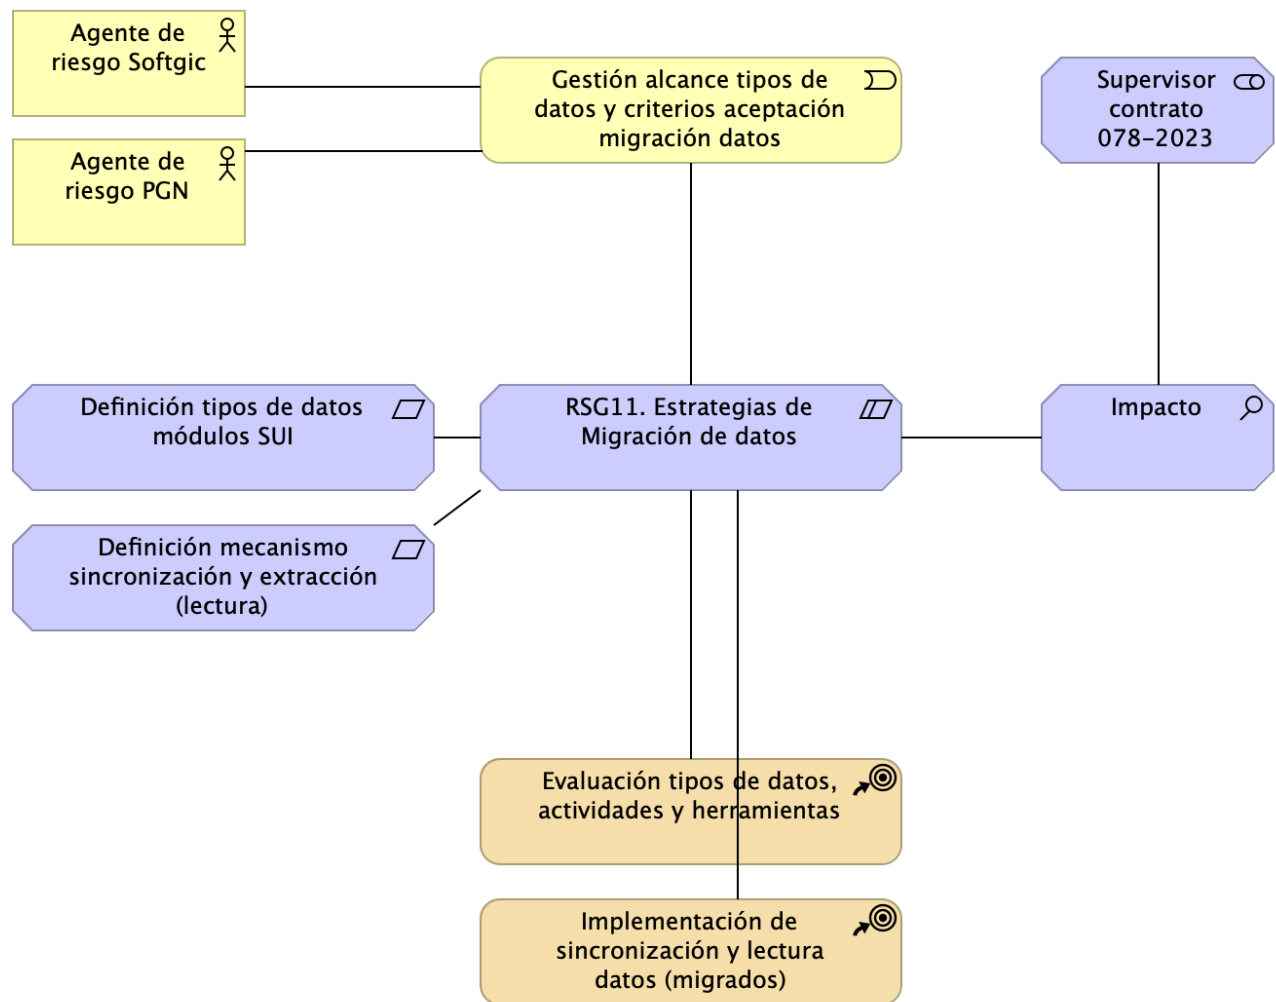 Agente de
riesgo Softgic
Gestión alcance tipos de
datos y criterios aceptación
migración datos
Supervisor
contrato
078-2023
Agente de
riesgo PGN
Definición tipos de datos
módulos SUI
RSG11. Estrategias de
Migración de datos
Impacto
Definición mecanismo
sincronización y extracción
(lectura)
Evaluación tipos de datos,
actividades y herramientas
Implementación de
sincronización y lectura
datos (migrados)